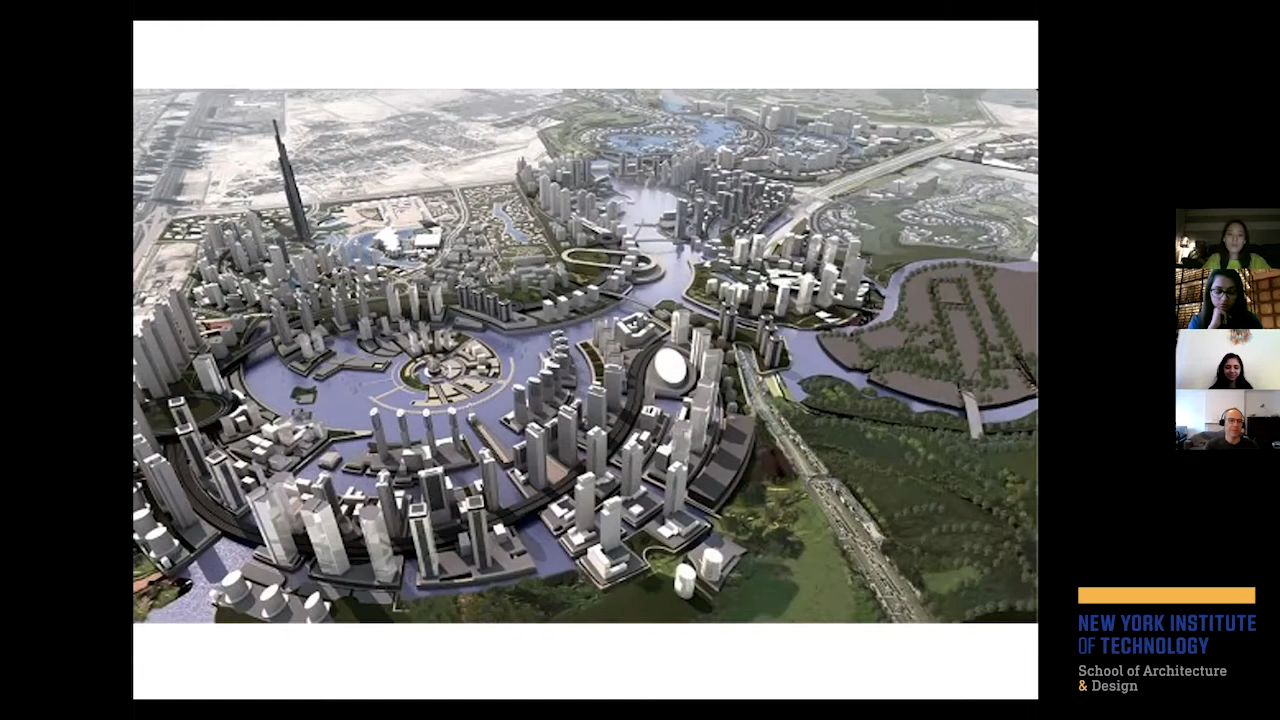 NEW YORK INSTITUTE
OF TECHNOLOGY
School of Architecture
& Design